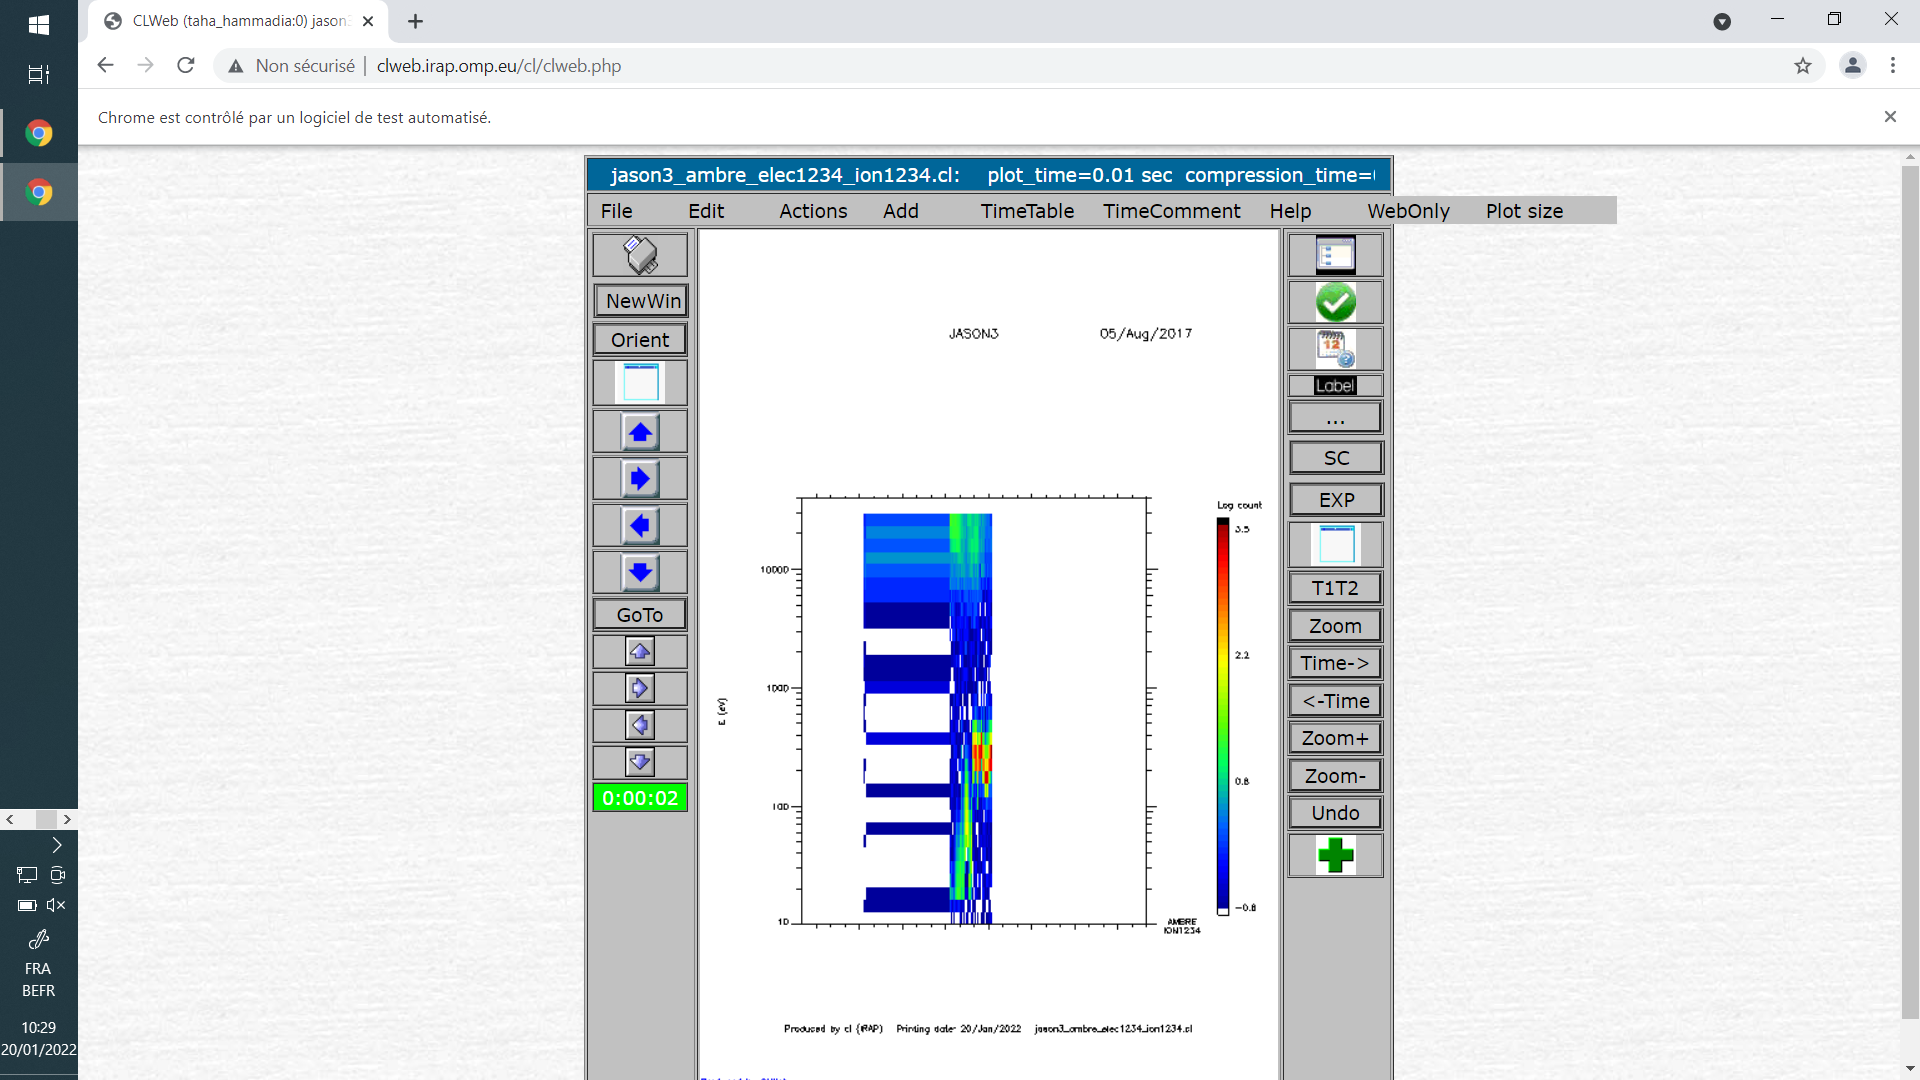 CLWeb (taha_hammadia:0) jason3
Non sécurisé | clweb.irap.omp.eu/cl/clweb.php
Chrome est contrôlé par un logiciel de test automatisé.
jason3_ambre_elec1234_ion1234.cl: plot_time=0.01 sec compression_time=
File Edit Actions Add TimeTable TimeComment Help WebOnly Plot size
NewWin
Orient
GoTo
0:00:02
JASON3 05/Aug/2017
Log count
3.5
2.2
0.8
-0.8
10000
1000
100
10
E (eV)
AMBRE
ION1234
Produced by cl (IRAP) Printing date: 20/Jan/2022 jason3_ambre_elec1234_ion1234.cl
12
Label
...
SC
EXP
T1T2
Zoom
Time->
<-Time
Zoom+
Zoom-
Undo
FRA
BEFR
10:29
20/01/2022